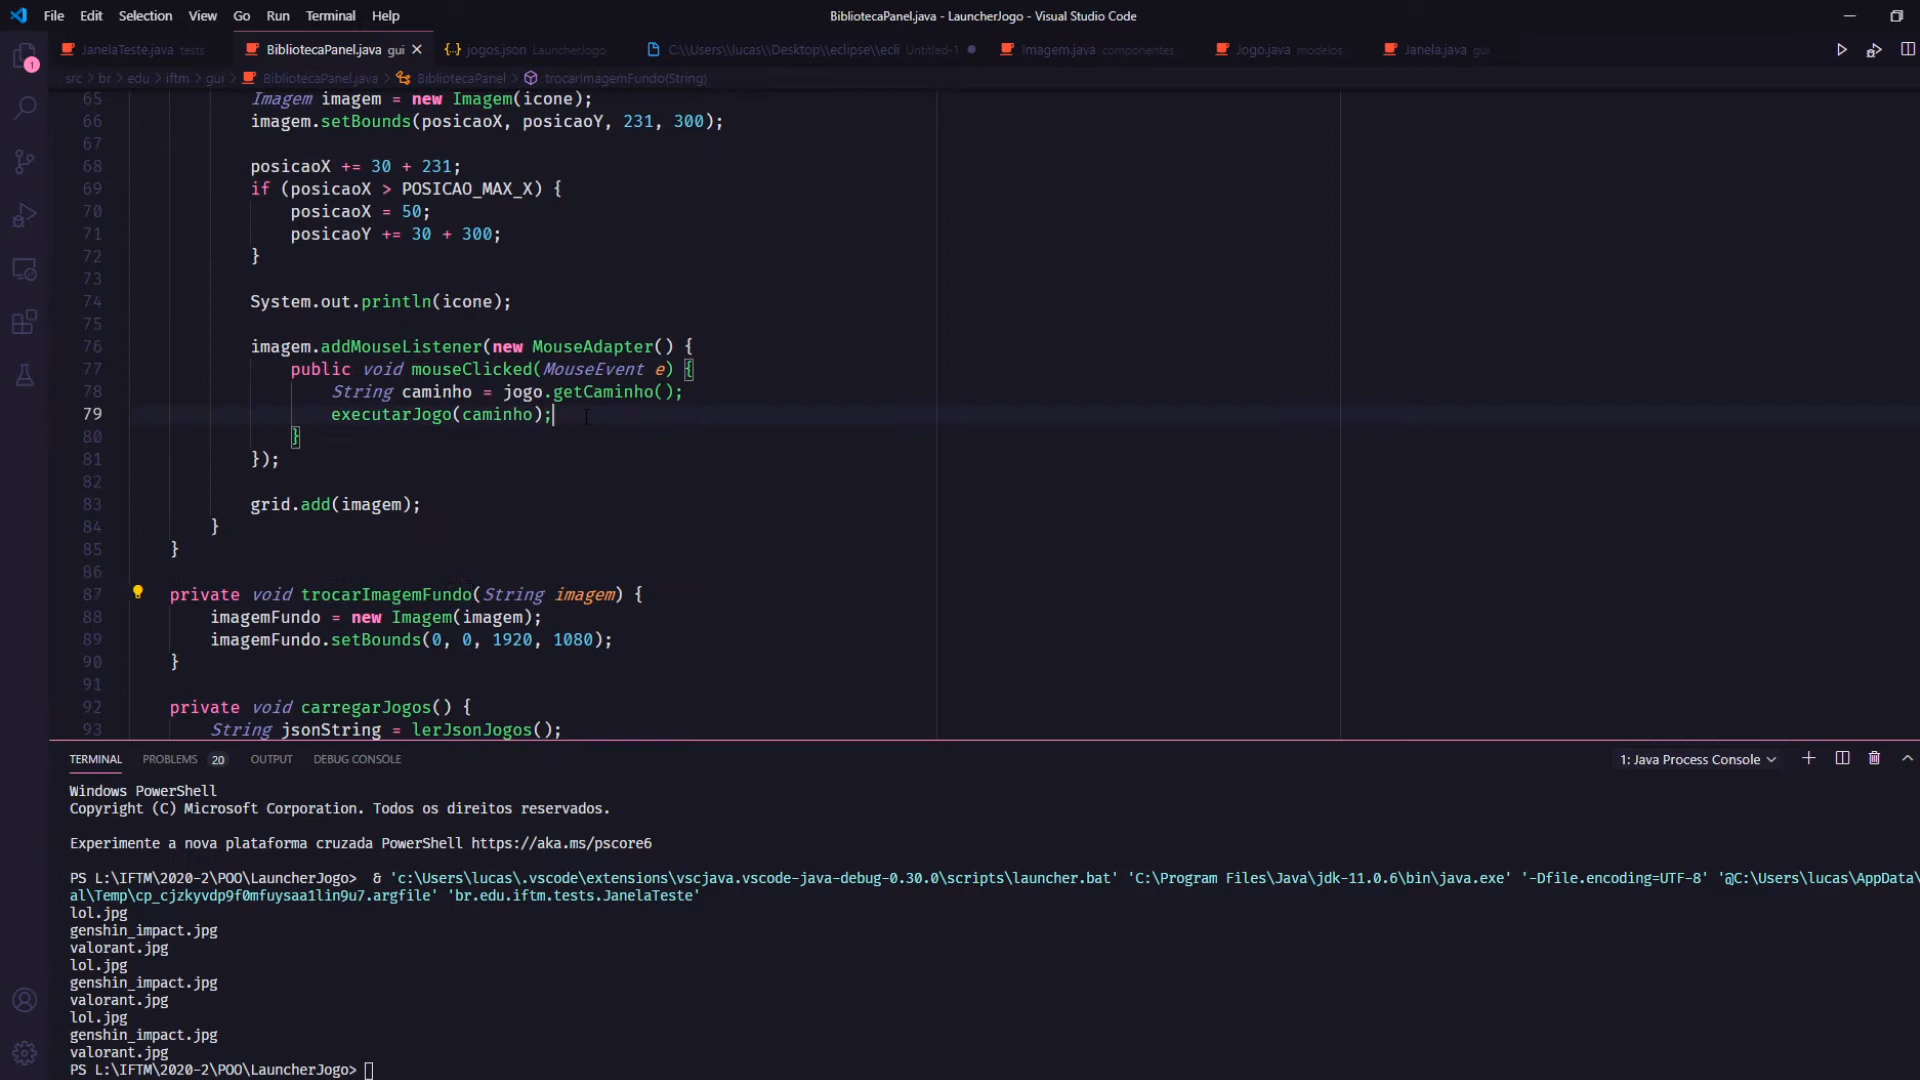 File Edit Selection View Go Run Terminal Help
BibliotecaPanel.java - LauncherJogo - Visual Studio Code
JanelaTeste.java tests
BibliotecaPanel.java gui
{·} jogos.json LauncherJogo
C:\\Users\\lucas\\Desktop\\eclipse\\ecli Untitled-1
Imagem.java componentes
Jogo.java modelos
Janela.java gui
1
src > br > edu > iftm > gui > BibliotecaPanel.java > BibliotecaPanel > trocarImagemFundo(String)
65 Imagem imagem = new Imagem(icone);
66 imagem.setBounds(posicaoX, posicaoY, 231, 300);
67
68 posicaoX += 30 + 231;
69 if (posicaoX > POSICAO_MAX_X) {
70 posicaoX = 50;
71 posicaoY += 30 + 300;
72 }
73
74 System.out.println(icone);
75
76 imagem.addMouseListener(new MouseAdapter() {
77 public void mouseClicked(MouseEvent e) {
78 String caminho = jogo.getCaminho();
79 executarJogo(caminho);
80 }
81 });
82
83 grid.add(imagem);
84 }
85 }
86
87 private void trocarImagemFundo(String imagem) {
88 imagemFundo = new Imagem(imagem);
89 imagemFundo.setBounds(0, 0, 1920, 1080);
90 }
91
92 private void carregarJogos() {
93 String jsonString = lerJsonJogos();
TERMINAL PROBLEMS 20 OUTPUT DEBUG CONSOLE
1: Java Process Console
Windows PowerShell
Copyright (C) Microsoft Corporation. Todos os direitos reservados.
Experimente a nova plataforma cruzada PowerShell https://aka.ms/pscore6
PS L:\IFTM\2020-2\POO\LauncherJogo> & 'c:\Users\lucas\.vscode\extensions\vscjava.vscode-java-debug-0.30.0\scripts\launcher.bat' 'C:\Program Files\Java\jdk-11.0.6\bin\java.exe' '-Dfile.encoding=UTF-8' '@C:\Users\lucas\AppData\
al\Temp\cp_cjzkyvdp9f0mfuysaa1lin9u7.argfile' 'br.edu.iftm.tests.JanelaTeste'
lol.jpg
genshin_impact.jpg
valorant.jpg
lol.jpg
genshin_impact.jpg
valorant.jpg
lol.jpg
genshin_impact.jpg
valorant.jpg
PS L:\IFTM\2020-2\POO\LauncherJogo>